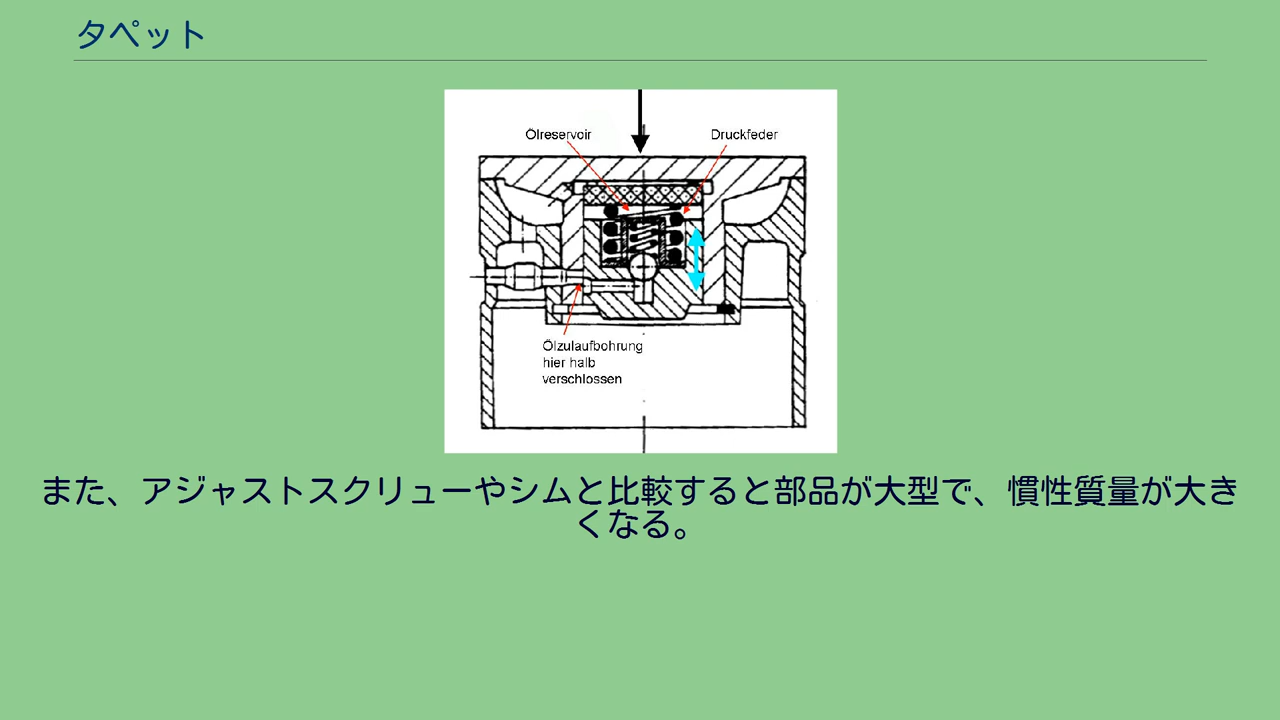 タペット
Ölreservoir
Druckfeder
Ölzulaufbohrung
hier halb
verschlossen
また、アジャストスクリューやシムと比較すると部品が大型で、慣性質量が大き
くなる。